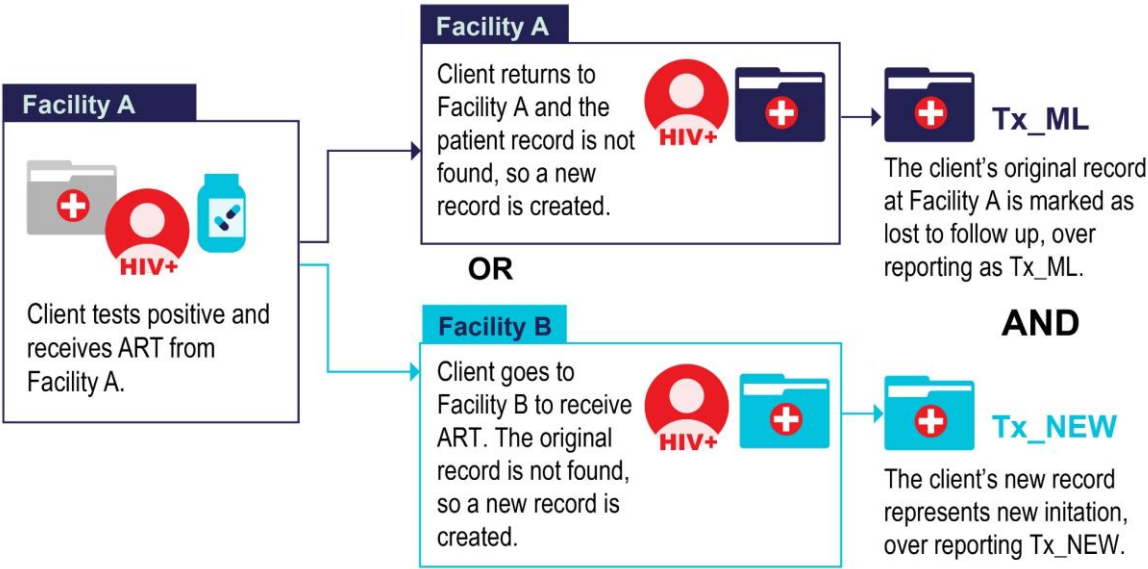 Facility A
Client tests positive and
receives ART from
Facility A.
HIV+
Facility A
Client returns to
Facility A and the
patient record is not
found, so a new
record is created.
HIV+
Tx_ML
The client's original record
at Facility A is marked as
lost to follow up, over
reporting as Tx_ML.
OR
AND
Facility B
Client goes to
Facility B to receive
ART. The original
record is not found,
so a new record is
created.
HIV+
Tx_NEW
The client's new record
represents new initation,
over reporting Tx_NEW.